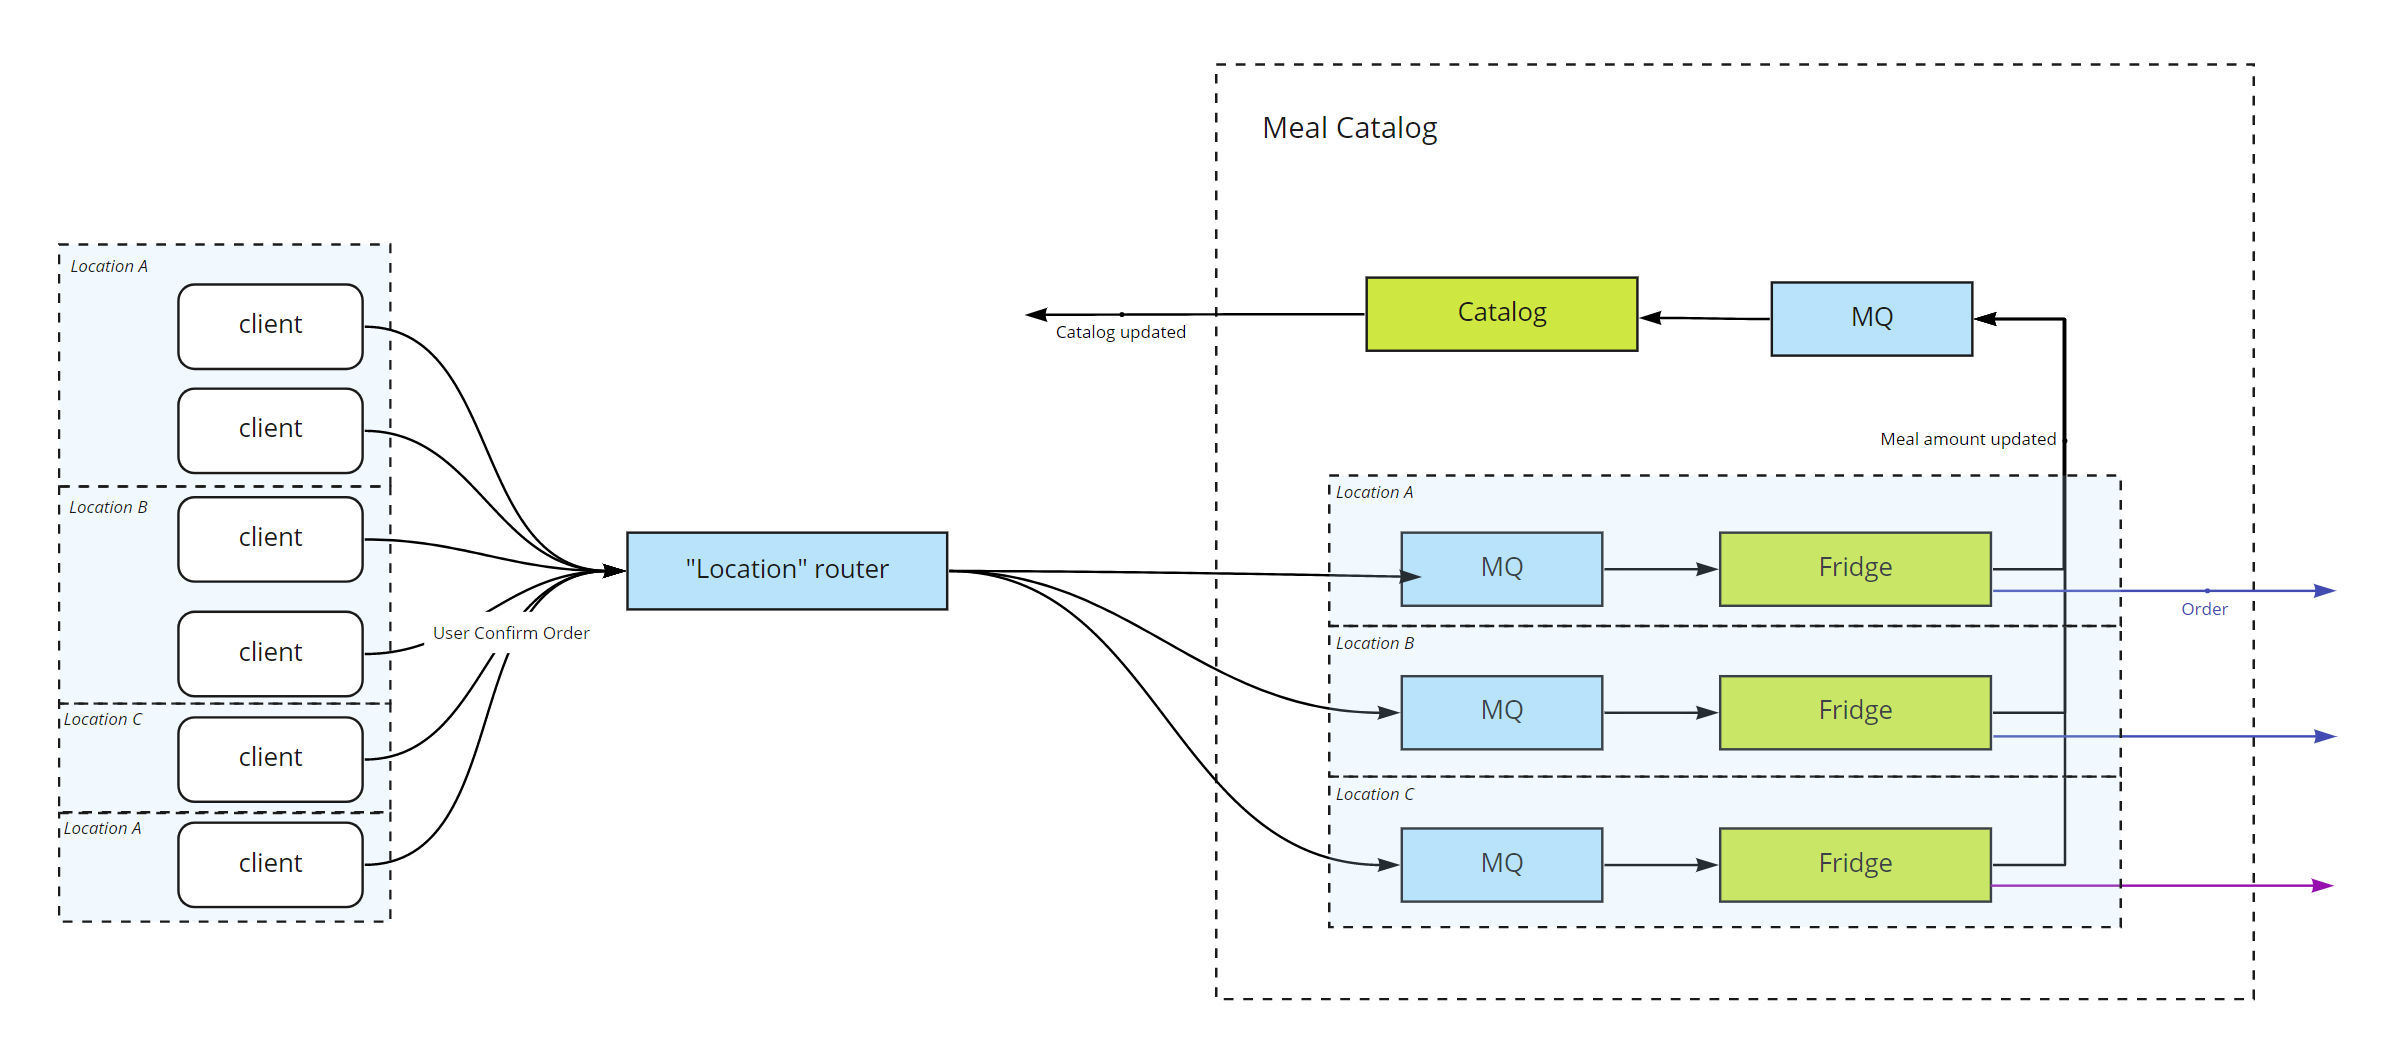 Meal Catalog
Location A
client
client
Location B
client
client
Location C
client
Location A
client
User Confirm Order
"Location" router
Catalog updated
Catalog
MQ
Meal amount updated
Location A
MQ
Fridge
Order
Location B
MQ
Fridge
Location C
MQ
Fridge